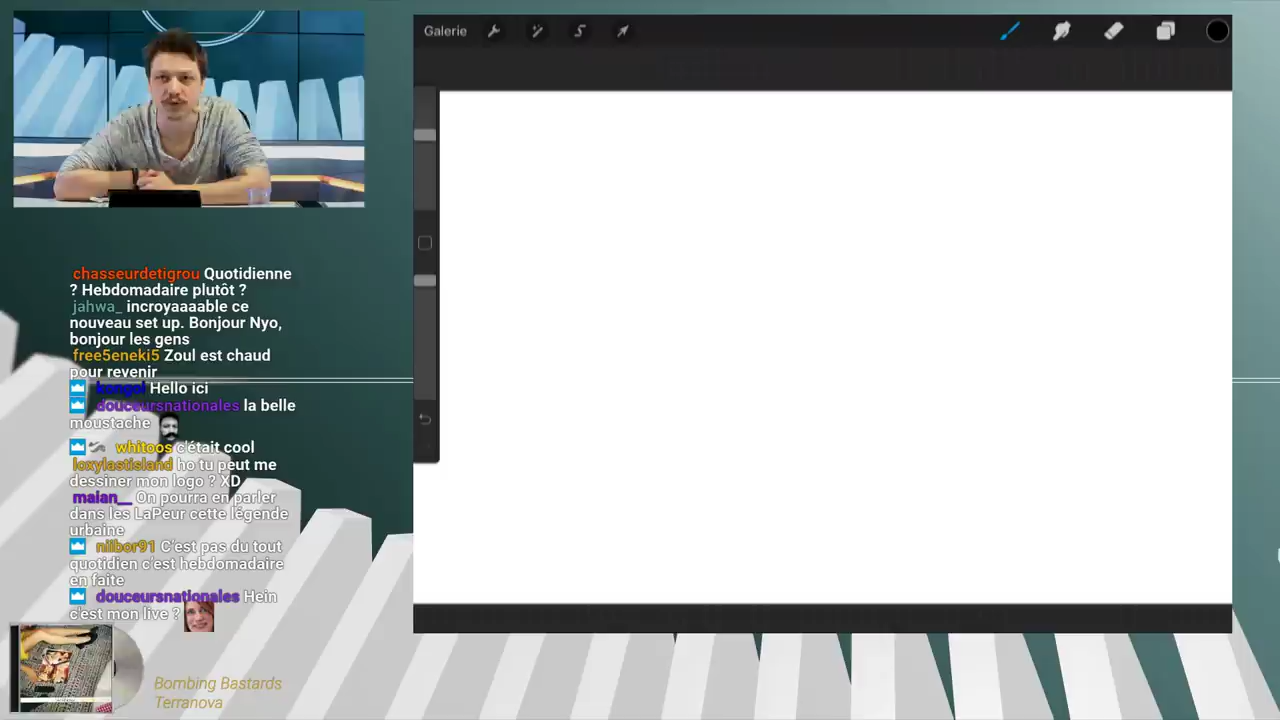 Galerie
chasseurdetigrou Quotidienne
? Hebdomadaire plutôt ?
jahwa_ incroyaaaable ce
nouveau set up. Bonjour Nyo,
bonjour les gens
free5eneki5 Zoul est chaud
pour revenir
kongol Hello ici
douceursnationales la belle
moustache
whitoos c'était cool
loxylastisland ho tu peut me
dessiner mon logo ? XD
maian__ On pourra en parler
dans les LaPeur cette légende
urbaine
niibor91 C'est pas du tout
quotidien c'est hebdomadaire
en faite
douceursnationales Hein
c'est mon live ?
Bombing Bastards
Terranova